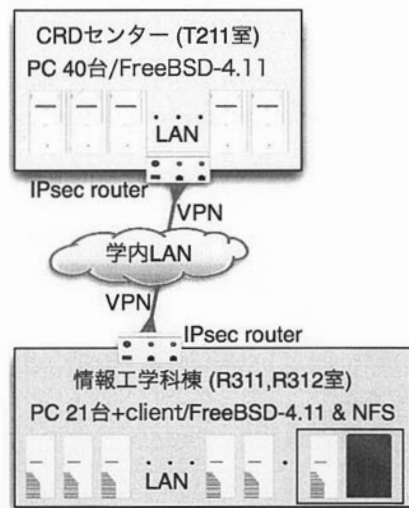 CRDセンター (T211室)
PC 40台/FreeBSD-4.11
LAN
IPsec router
VPN
学内LAN
VPN
IPsec router
情報工学科棟 (R311,R312室)
PC 21台+client/FreeBSD-4.11 & NFS
LAN